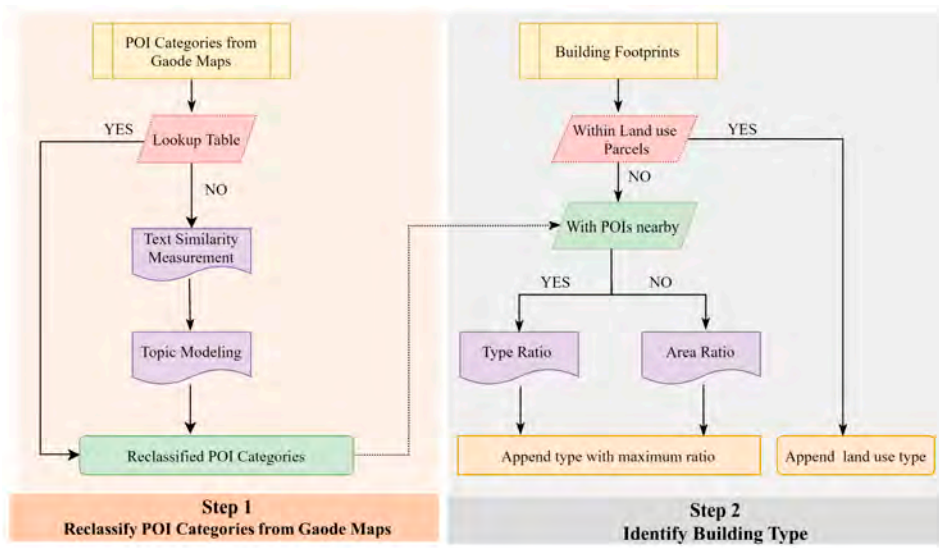 POI Categories from
Gaode Maps
YES
Lookup Table
NO
Text Similarity
Measurement
Topic Modeling
Reclassified POI Categories
Step 1
Reclassify POI Categories from Gaode Maps
Building Footprints
Within Land use
Parcels
YES
NO
With POIs nearby
YES
NO
Type Ratio
Area Ratio
Append type with maximum ratio
Append land use type
Step 2
Identify Building Type